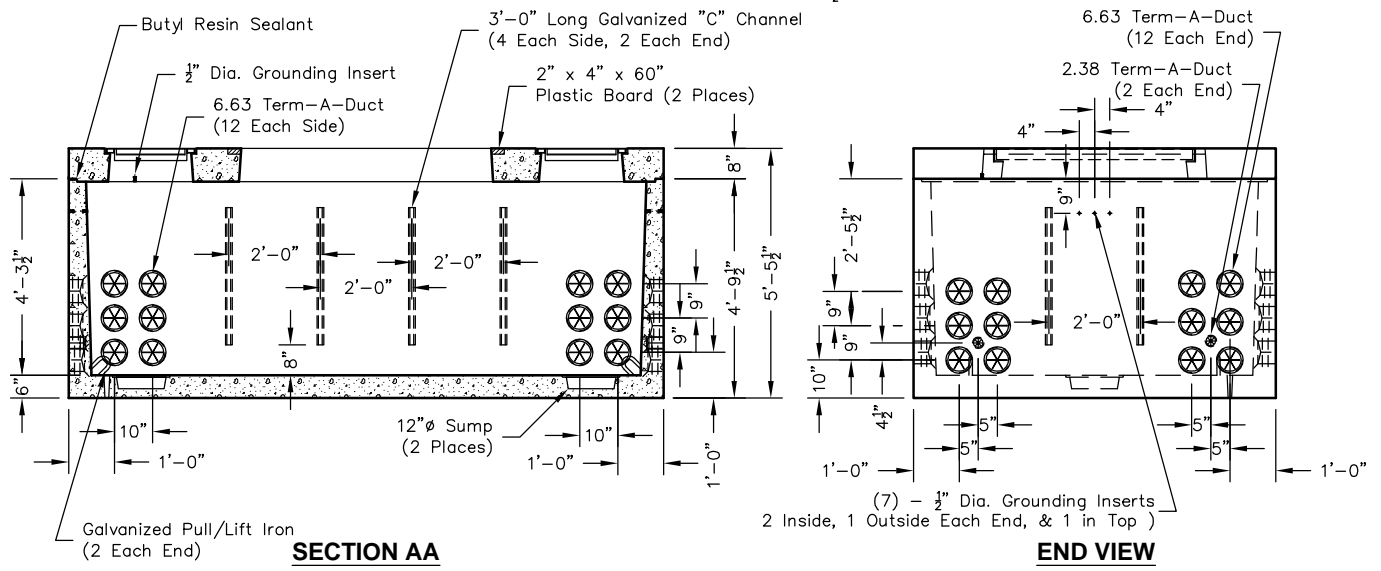 Butyl Resin Sealant
½" Dia. Grounding Insert
6.63 Term-A-Duct
(12 Each Side)
3'-0" Long Galvanized "C" Channel
(4 Each Side, 2 Each End)
2" x 4" x 60"
Plastic Board (2 Places)
8"
4'-3½"
6"
2'-0"
2'-0"
2'-0"
8"
9"
9"
4'-9½"
5'-5½"
10"
1'-0"
12"ø Sump
(2 Places)
10"
1'-0"
1'-0"
Galvanized Pull/Lift Iron
(2 Each End)
SECTION AA
6.63 Term-A-Duct
(12 Each End)
2.38 Term-A-Duct
(2 Each End)
4"
4"
9"
2'-5½"
9"
9"
10"
4½"
2'-0"
5"
5"
5"
5"
1'-0"
1'-0"
(7) - ½" Dia. Grounding Inserts
2 Inside, 1 Outside Each End, & 1 in Top )
END VIEW